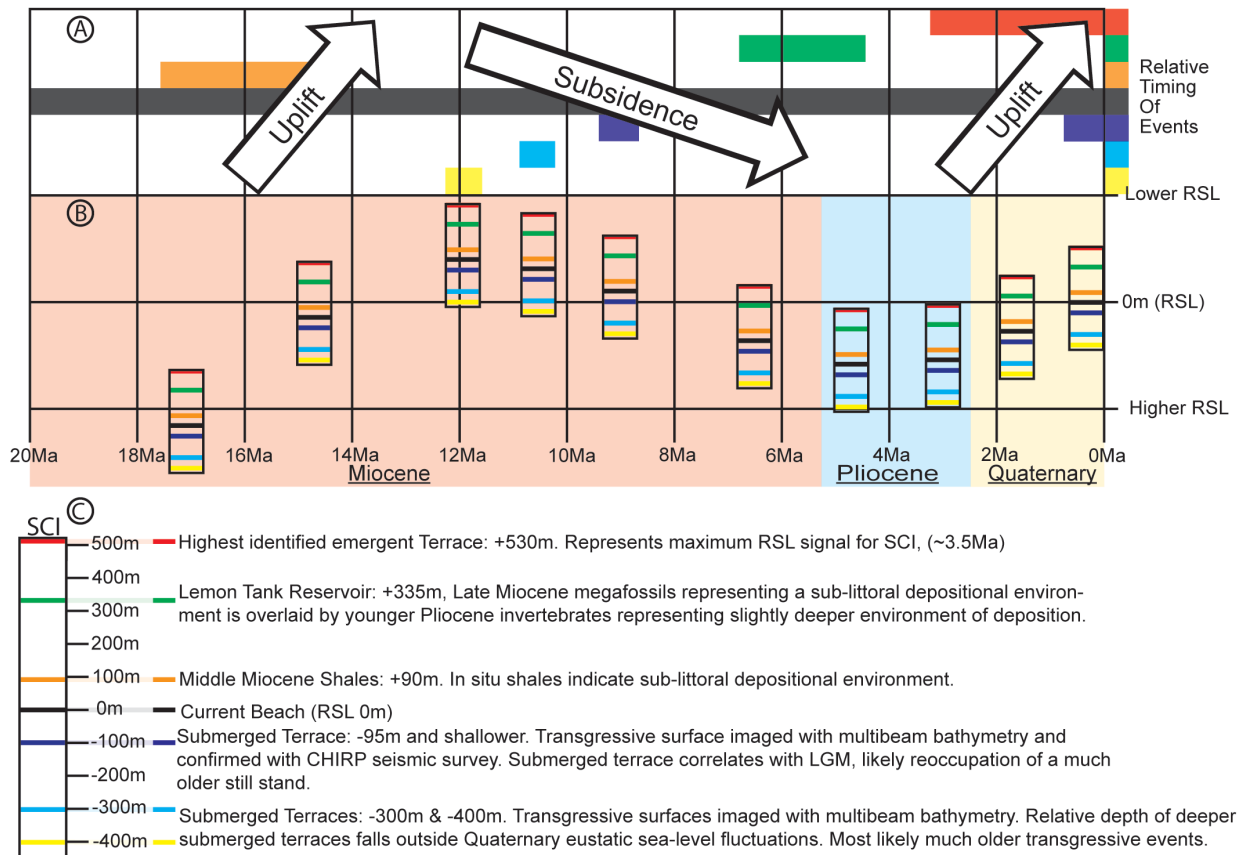 A
Uplift
Subsidence
Uplift
Relative
Timing
Of
Events
Lower RSL
B
0m (RSL)
Higher RSL
20Ma 18Ma 16Ma 14Ma 12Ma 10Ma 8Ma 6Ma 4Ma 2Ma 0Ma
Miocene Pliocene Quaternary
C
SCI
500m
Highest identified emergent Terrace: +530m. Represents maximum RSL signal for SCI, (~3.5Ma)
400m
300m
Lemon Tank Reservoir: +335m, Late Miocene megafossils representing a sub-littoral depositional environ-
ment is overlaid by younger Pliocene invertebrates representing slightly deeper environment of deposition.
200m
100m
Middle Miocene Shales: +90m. In situ shales indicate sub-littoral depositional environment.
0m
Current Beach (RSL 0m)
-100m
Submerged Terrace: -95m and shallower. Transgressive surface imaged with multibeam bathymetry and
confirmed with CHIRP seismic survey. Submerged terrace correlates with LGM, likely reoccupation of a much
older still stand.
-200m
-300m
Submerged Terraces: -300m & -400m. Transgressive surfaces imaged with multibeam bathymetry. Relative depth of deeper
submerged terraces falls outside Quaternary eustatic sea-level fluctuations. Most likely much older transgressive events.
-400m